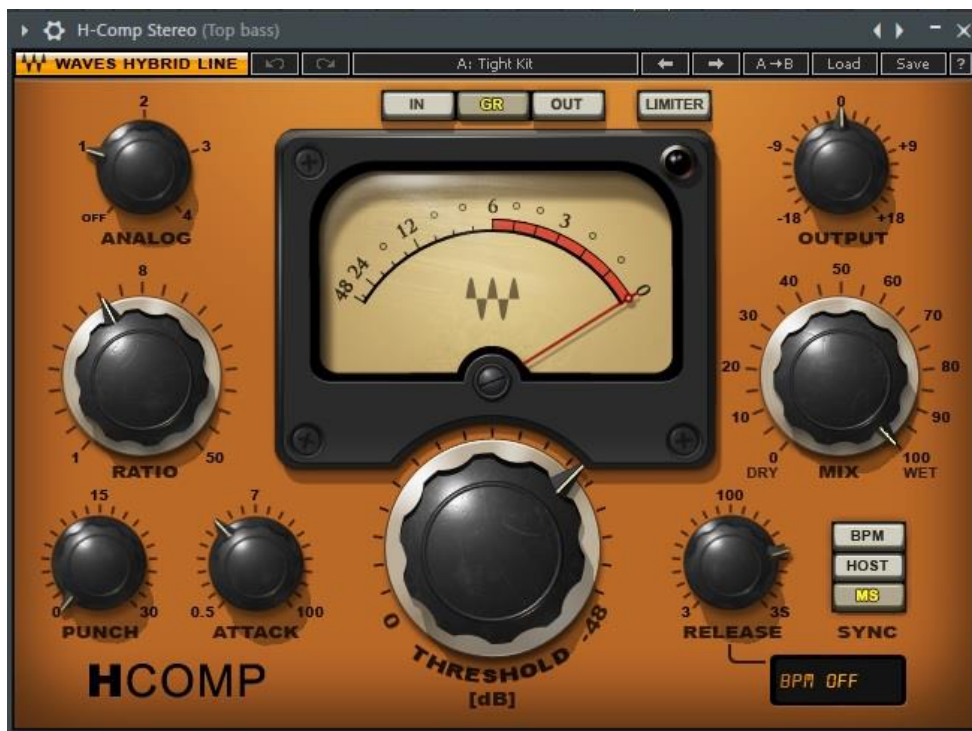 H-Comp Stereo (Top bass)
WAVES HYBRID LINE
A: Tight Kit
A→B
Load
Save
?
IN
GR
OUT
LIMITER
OFF
1
2
3
4
ANALOG
48
24
12
6
3
0
-18
-9
0
+9
+18
OUTPUT
1
8
50
RATIO
0
10
20
30
40
50
60
70
80
90
100
DRY
MIX
WET
0
15
30
PUNCH
0.5
7
100
ATTACK
0
-48
THRESHOLD
[dB]
3
100
3S
RELEASE
BPM
HOST
MS
SYNC
HCOMP
BPM OFF